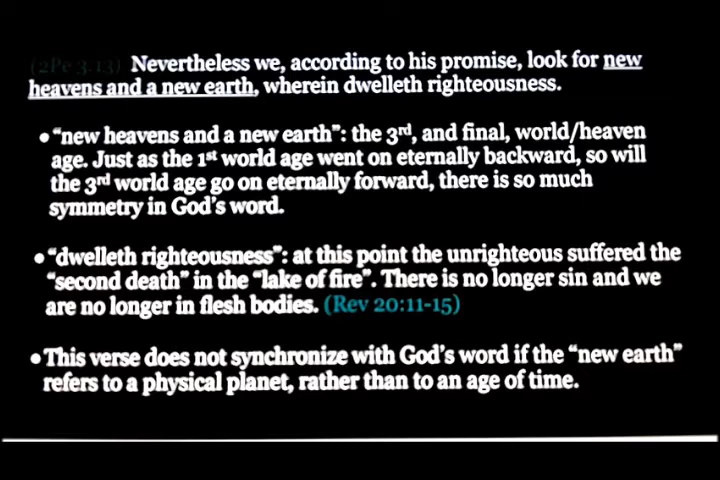 (2Pe 3:13) Nevertheless we, according to his promise, look for new
heavens and a new earth, wherein dwelleth righteousness.
• “new heavens and a new earth”: the 3rd, and final, world/heaven
age. Just as the 1st world age went on eternally backward, so will
the 3rd world age go on eternally forward, there is so much
symmetry in God’s word.
• “dwelleth righteousness”: at this point the unrighteous suffered the
“second death” in the “lake of fire”. There is no longer sin and we
are no longer in flesh bodies. (Rev 20:11-15)
• This verse does not synchronize with God’s word if the “new earth”
refers to a physical planet, rather than to an age of time.